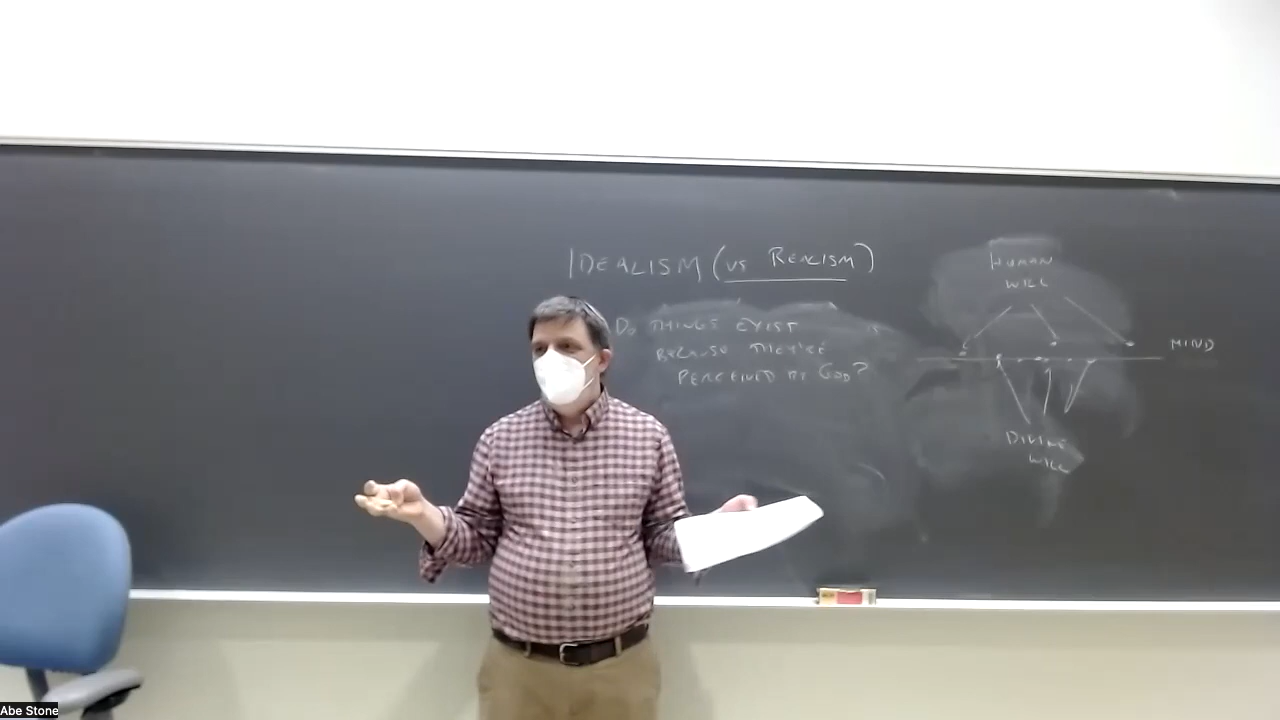 IDEALISM (VS REALISM)
DO THINGS EXIST
BECAUSE THEY'RE
PERCEIVED BY GOD?
HUMAN
WILL
MIND
DIVINE
WILL
Abe Stone